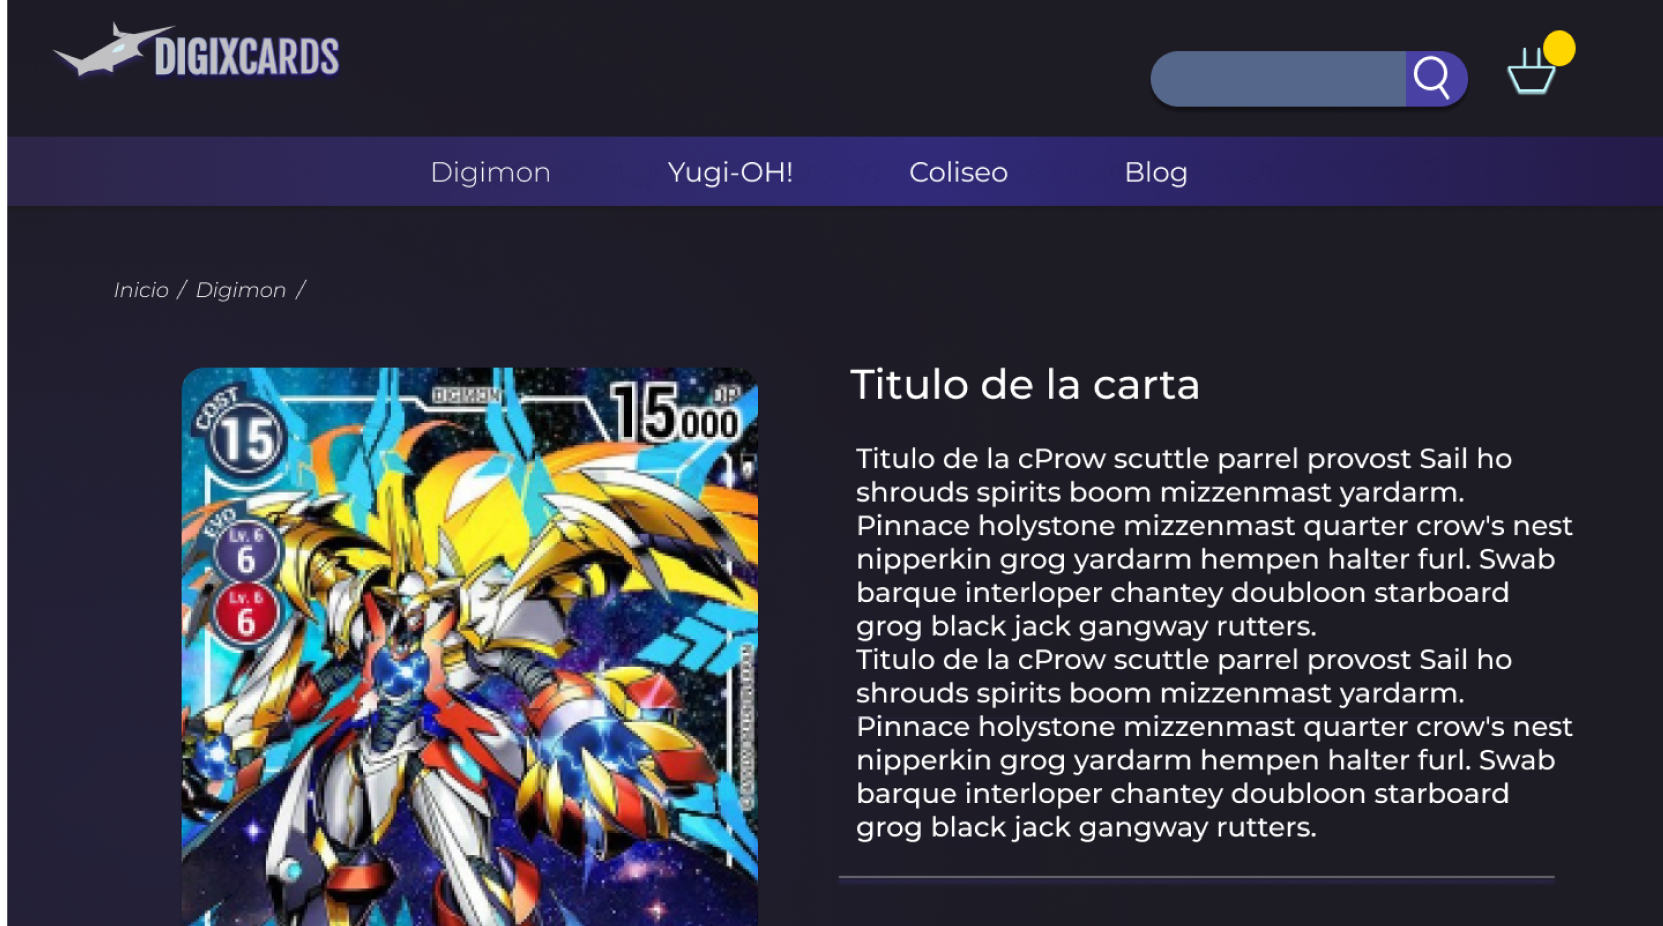 DIGIXCARDS
Digimon Yugi-OH! Coliseo Blog
Inicio / Digimon /
COST
15
DIGIMON
15000 DP
EVO
Lv. 6
6
Lv. 6
6
Titulo de la carta
Titulo de la cProw scuttle parrel provost Sail ho
shrouds spirits boom mizzenmast yardarm.
Pinnace holystone mizzenmast quarter crow's nest
nipperkin grog yardarm hempen halter furl. Swab
barque interloper chantey doubloon starboard
grog black jack gangway rutters.
Titulo de la cProw scuttle parrel provost Sail ho
shrouds spirits boom mizzenmast yardarm.
Pinnace holystone mizzenmast quarter crow's nest
nipperkin grog yardarm hempen halter furl. Swab
barque interloper chantey doubloon starboard
grog black jack gangway rutters.